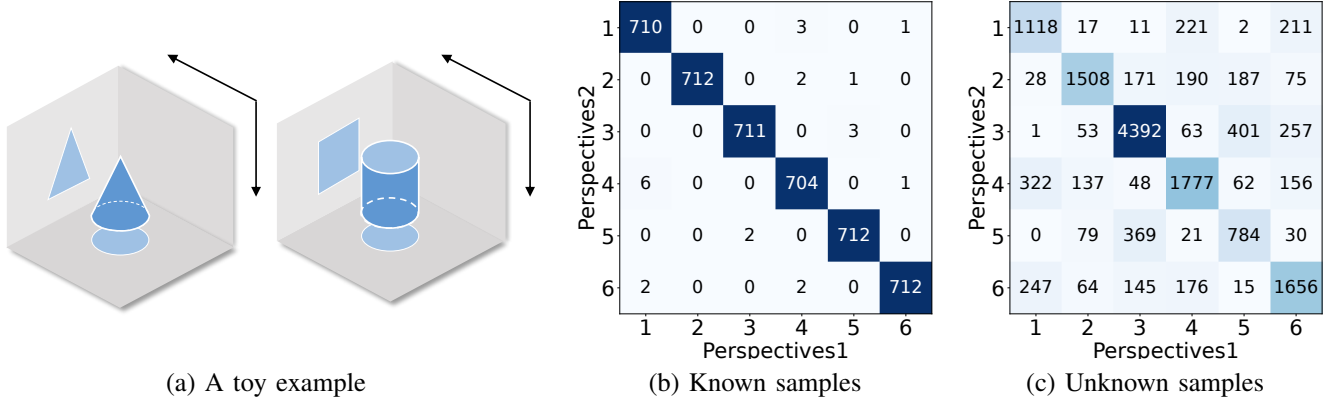 1 710 0 0 3 0 1
2 0 712 0 2 1 0
3 0 0 711 0 3 0
4 6 0 0 704 0 1
5 0 0 2 0 712 0
6 2 0 0 2 0 712
1 2 3 4 5 6
Perspectives2
Perspectives1
1 1118 17 11 221 2 211
2 28 1508 171 190 187 75
3 1 53 4392 63 401 257
4 322 137 48 1777 62 156
5 0 79 369 21 784 30
6 247 64 145 176 15 1656
1 2 3 4 5 6
Perspectives2
Perspectives1
(a) A toy example
(b) Known samples
(c) Unknown samples